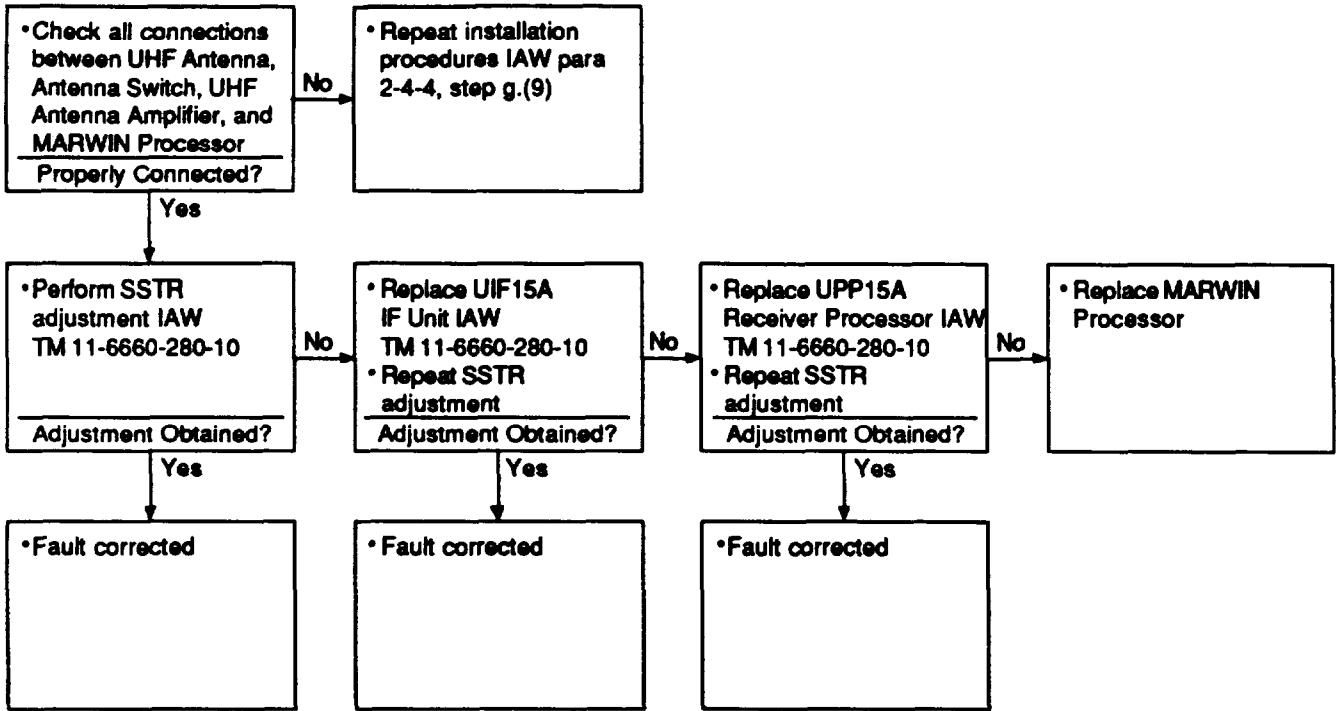 • Check all connections
between UHF Antenna,
Antenna Switch, UHF
Antenna Amplifier, and
MARWIN Processor
Properly Connected?
No
• Repeat installation
procedures IAW para
2-4-4, step g.(9)
Yes
• Perform SSTR
adjustment IAW
TM 11-6660-280-10
Adjustment Obtained?
No
• Replace UIF15A
IF Unit IAW
TM 11-6660-280-10
• Repeat SSTR
adjustment
Adjustment Obtained?
No
• Replace UPP15A
Receiver Processor IAW
TM 11-6660-280-10
• Repeat SSTR
adjustment
Adjustment Obtained?
No
• Replace MARWIN
Processor
Yes
Yes
Yes
• Fault corrected
• Fault corrected
• Fault corrected